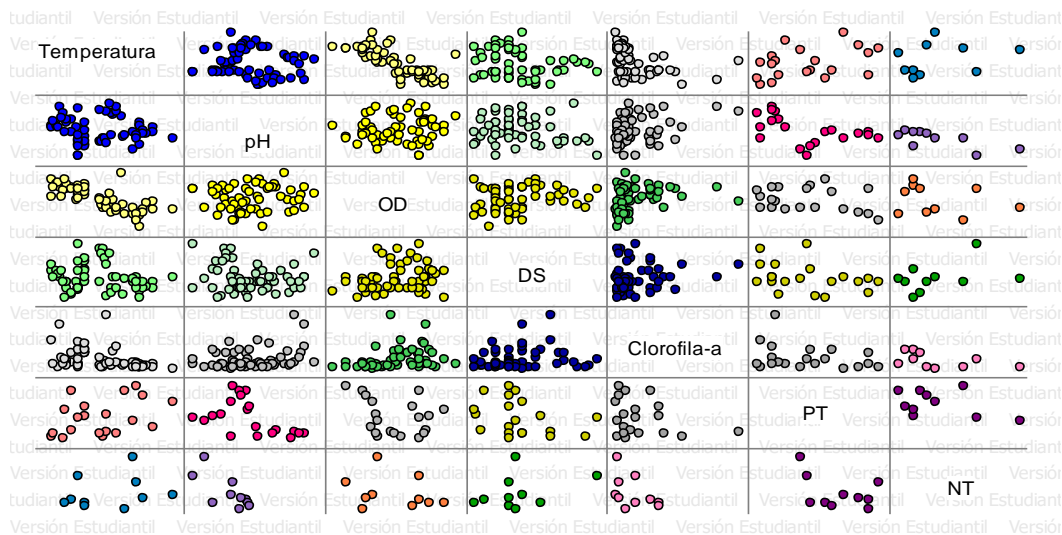 Temperatura
pH
OD
DS
Clorofila-a
PT
NT
Versión Estudiantil